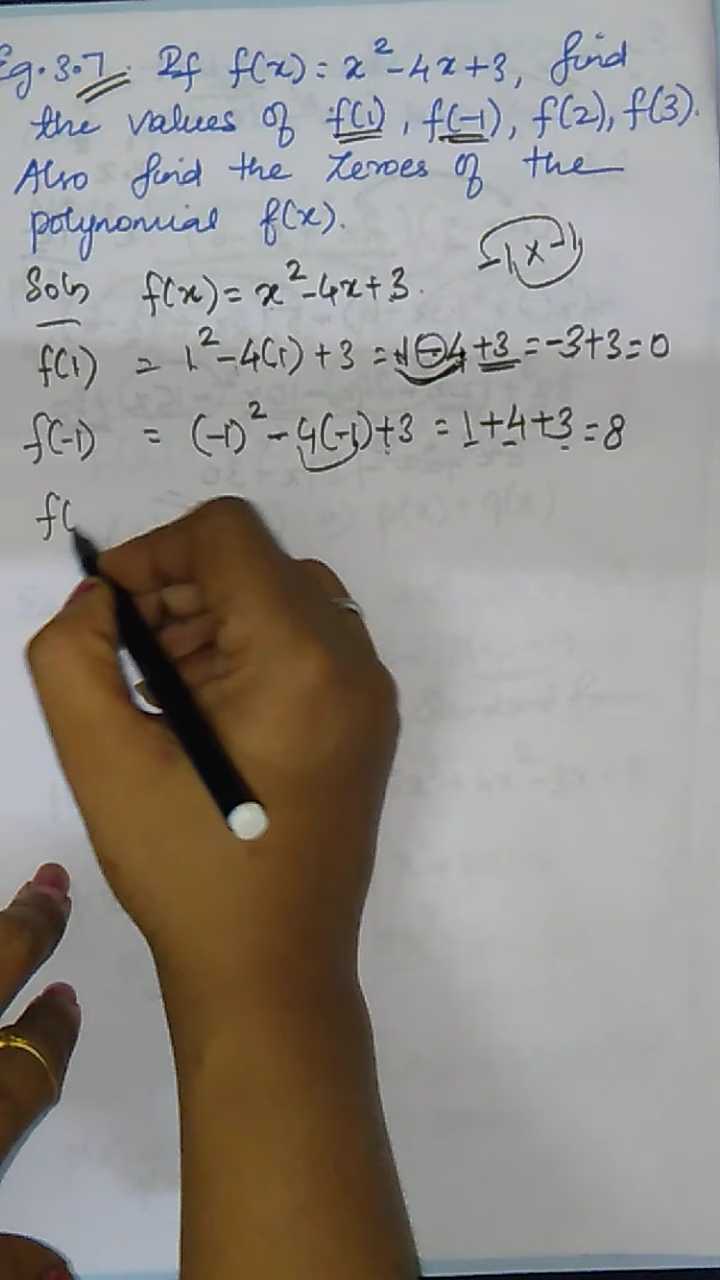 Eg. 3.7. If f(x) = x²-4x+3, find
the values of f(1), f(-1), f(2), f(3).
Also find the zeroes of the
polynomial f(x).
-1 x -1
Soln f(x) = x²-4x+3.
f(1) = 1²-4(1)+3 = 1-4+3 = -3+3 = 0
f(-1) = (-1)²-4(-1)+3 = 1+4+3 = 8
f(